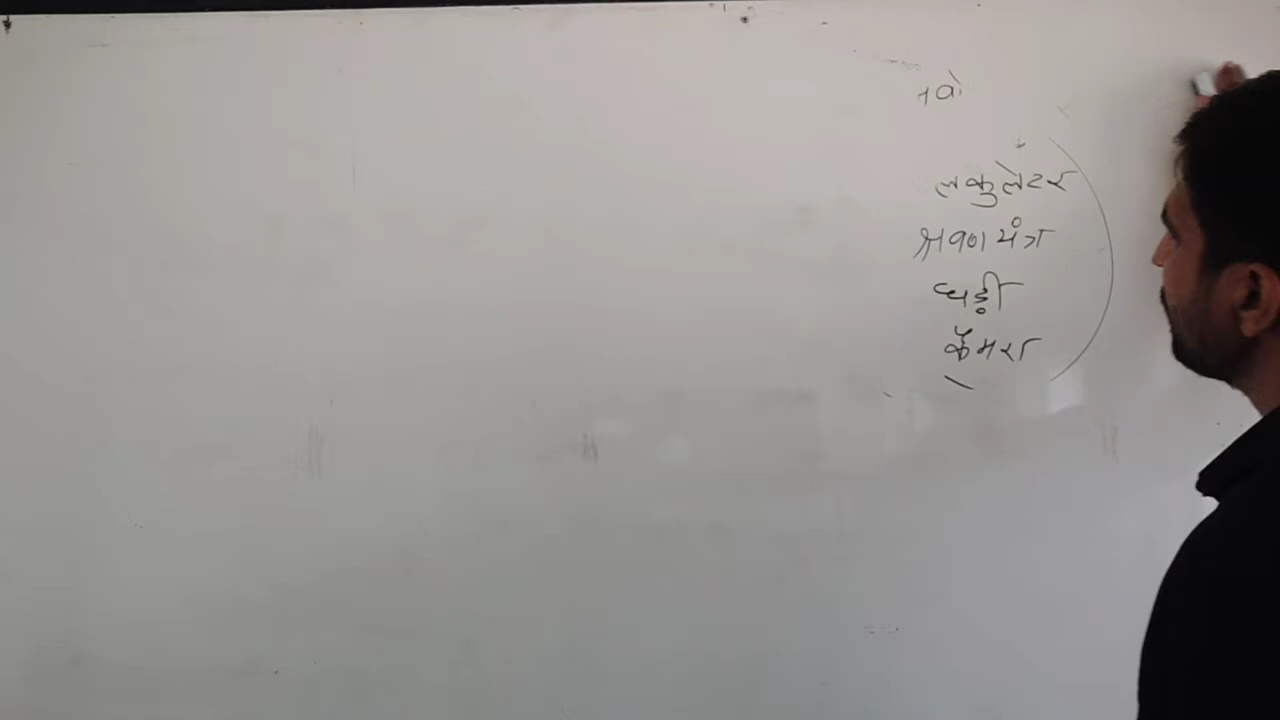 लकुलेटर
श्रवण यंत्र
घड़ी
कैमरा